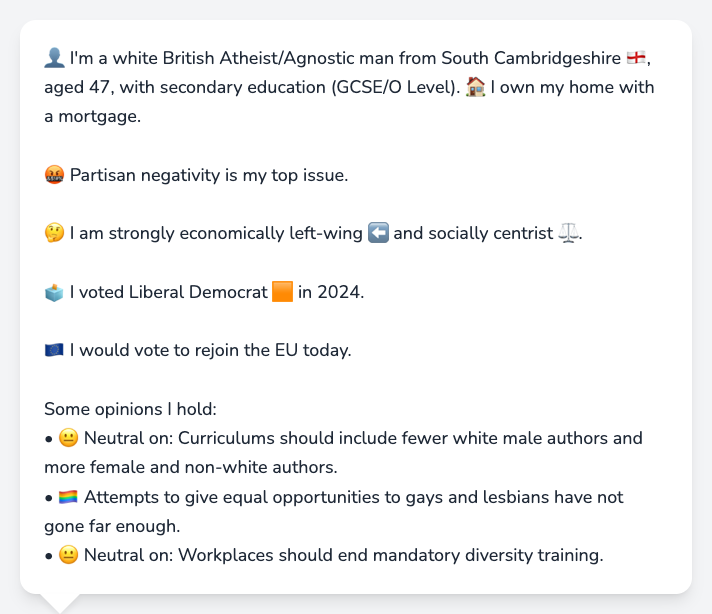 👤 I'm a white British Atheist/Agnostic man from South Cambridgeshire 🏴󠁧󠁢󠁥󠁮󠁧󠁿,
aged 47, with secondary education (GCSE/O Level). 🏠 I own my home with
a mortgage.
🤬 Partisan negativity is my top issue.
🤔 I am strongly economically left-wing ⬅️ and socially centrist ⚖️.
🗳️ I voted Liberal Democrat 🟧 in 2024.
🇪🇺 I would vote to rejoin the EU today.
Some opinions I hold:
• 😐 Neutral on: Curriculums should include fewer white male authors and
more female and non-white authors.
• 🏳️‍🌈 Attempts to give equal opportunities to gays and lesbians have not
gone far enough.
• 😐 Neutral on: Workplaces should end mandatory diversity training.